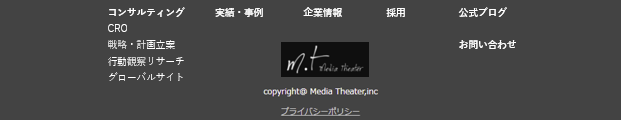 コンサルティング 実績・事例 企業情報 採用 公式ブログ
CRO
戦略・計画立案 お問い合わせ
行動観察リサーチ
グローバルサイト
m.t Media Theater
copyright@ Media Theater,inc
プライバシーポリシー